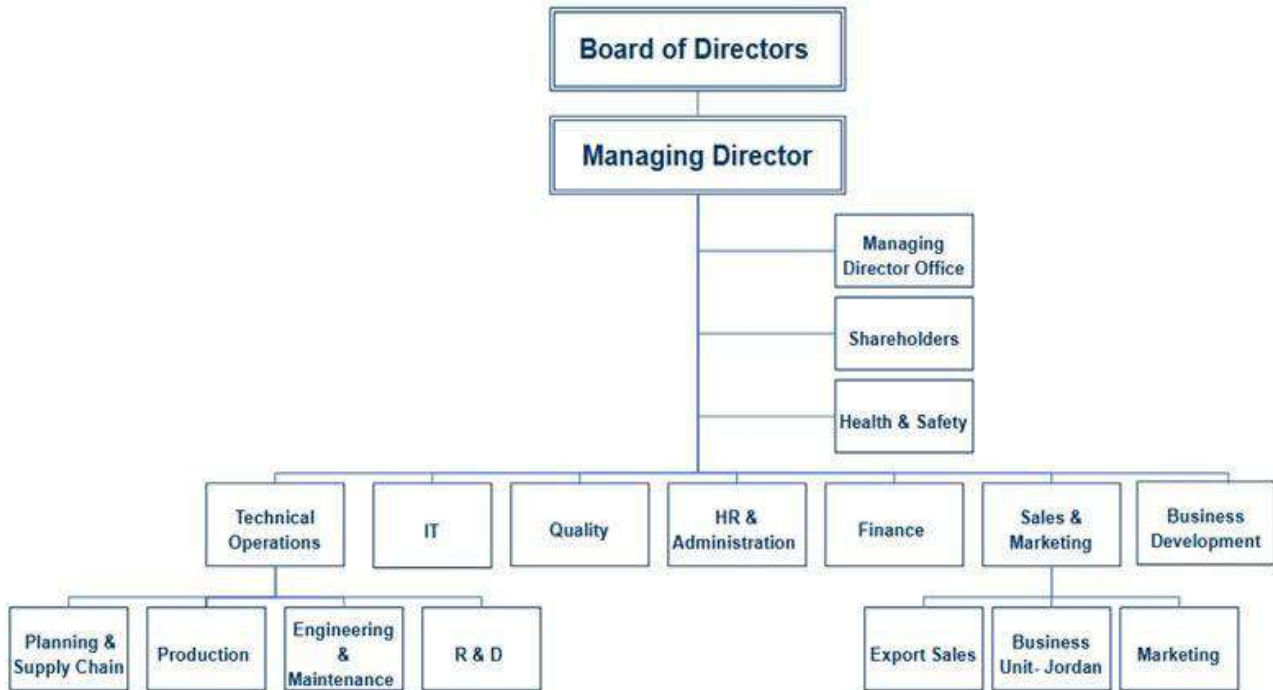 Board of Directors
Managing Director
Managing
Director Office
Shareholders
Health & Safety
Technical
Operations
IT
Quality
HR &
Administration
Finance
Sales &
Marketing
Business
Development
Planning &
Supply Chain
Production
Engineering
&
Maintenance
R & D
Export Sales
Business
Unit- Jordan
Marketing